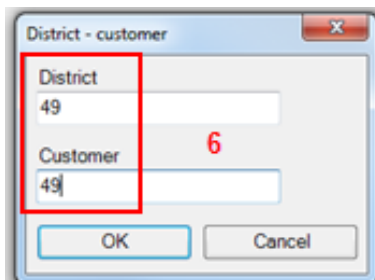 District - customer
District
49
6
Customer
49
OK Cancel